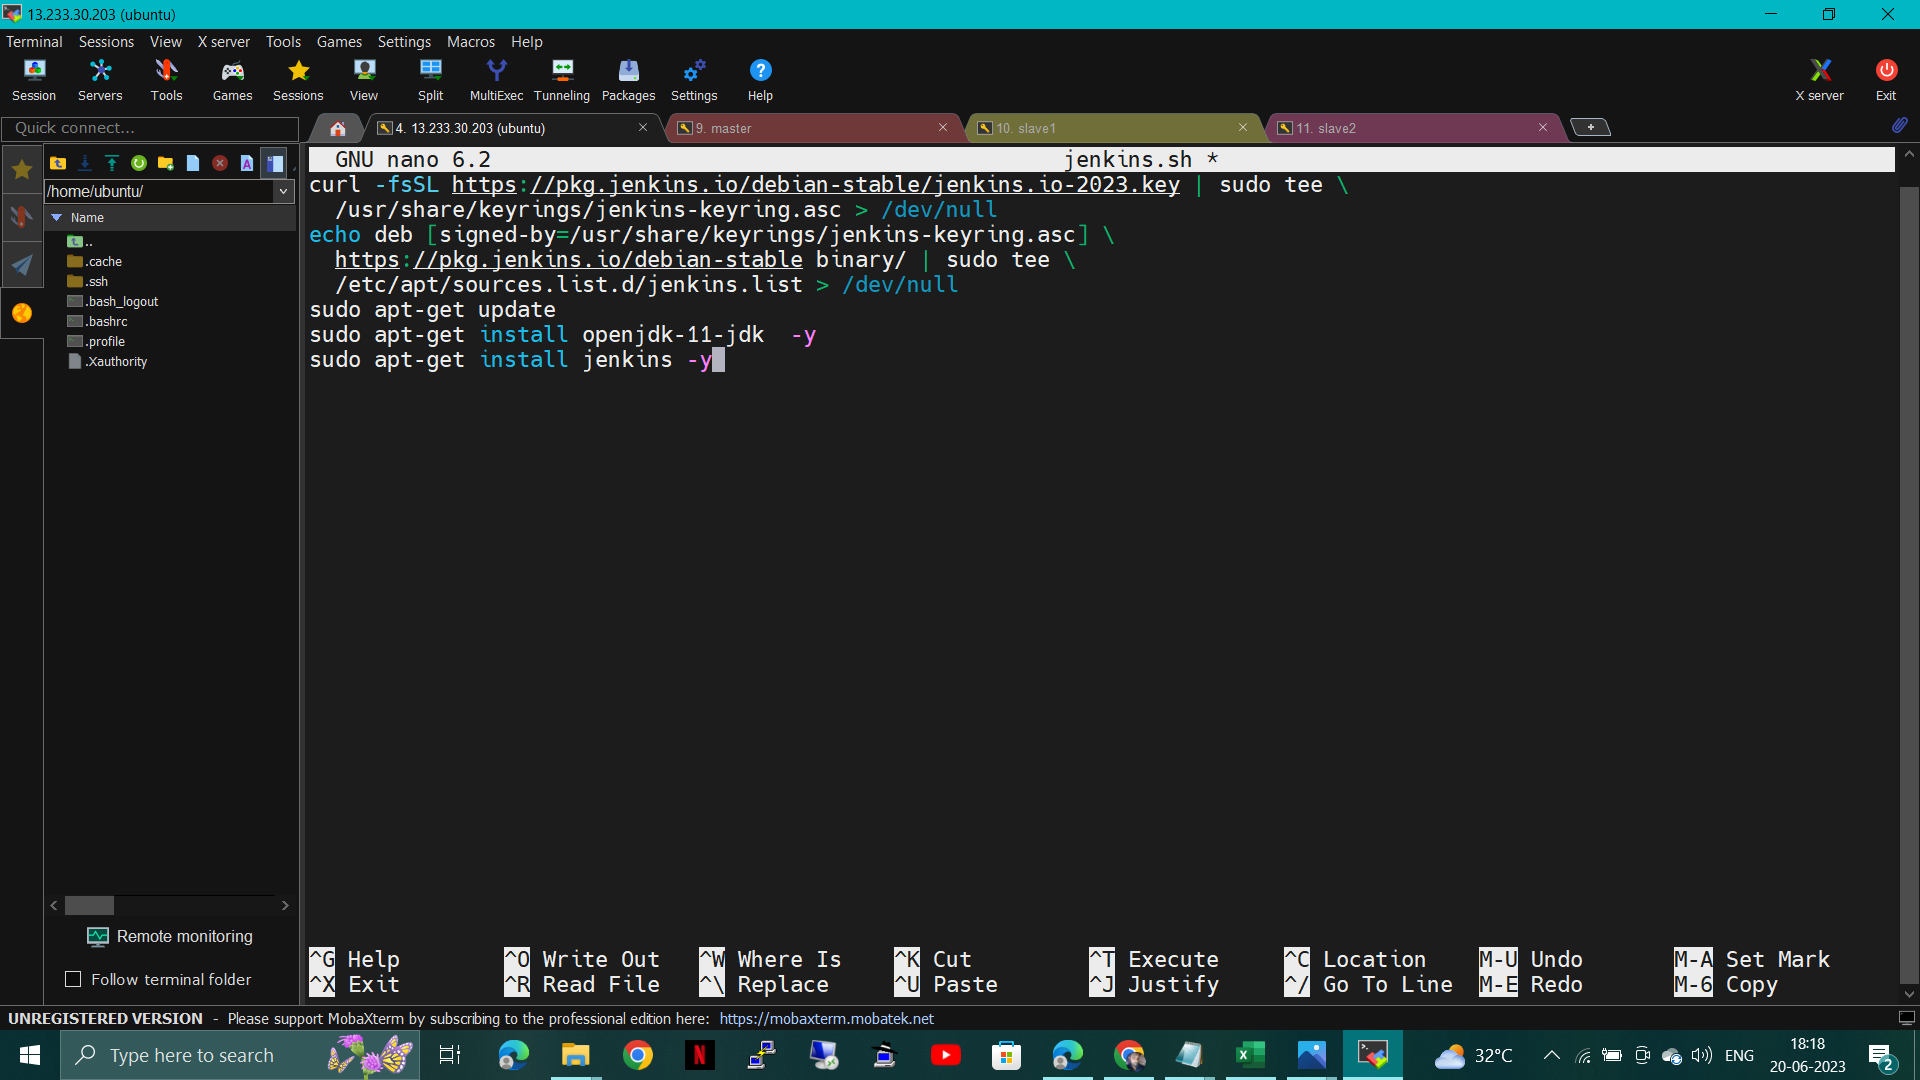 13.233.30.203 (ubuntu)
Terminal Sessions View X server Tools Games Settings Macros Help
Session Servers Tools Games Sessions View Split MultiExec Tunneling Packages Settings Help X server Exit
Quick connect...
4. 13.233.30.203 (ubuntu)
9. master
10. slave1
11. slave2
/home/ubuntu/
Name
..
.cache
.ssh
.bash_logout
.bashrc
.profile
.Xauthority
Remote monitoring
Follow terminal folder
GNU nano 6.2 jenkins.sh *
curl -fsSL https://pkg.jenkins.io/debian-stable/jenkins.io-2023.key | sudo tee \
/usr/share/keyrings/jenkins-keyring.asc > /dev/null
echo deb [signed-by=/usr/share/keyrings/jenkins-keyring.asc] \
https://pkg.jenkins.io/debian-stable binary/ | sudo tee \
/etc/apt/sources.list.d/jenkins.list > /dev/null
sudo apt-get update
sudo apt-get install openjdk-11-jdk  -y
sudo apt-get install jenkins -y
^G Help ^O Write Out ^W Where Is ^K Cut ^T Execute ^C Location M-U Undo M-A Set Mark
^X Exit ^R Read File ^\ Replace ^U Paste ^J Justify ^/ Go To Line M-E Redo M-6 Copy
UNREGISTERED VERSION - Please support MobaXterm by subscribing to the professional edition here: https://mobaxterm.mobatek.net
Type here to search
32°C
ENG
18:18
20-06-2023
2